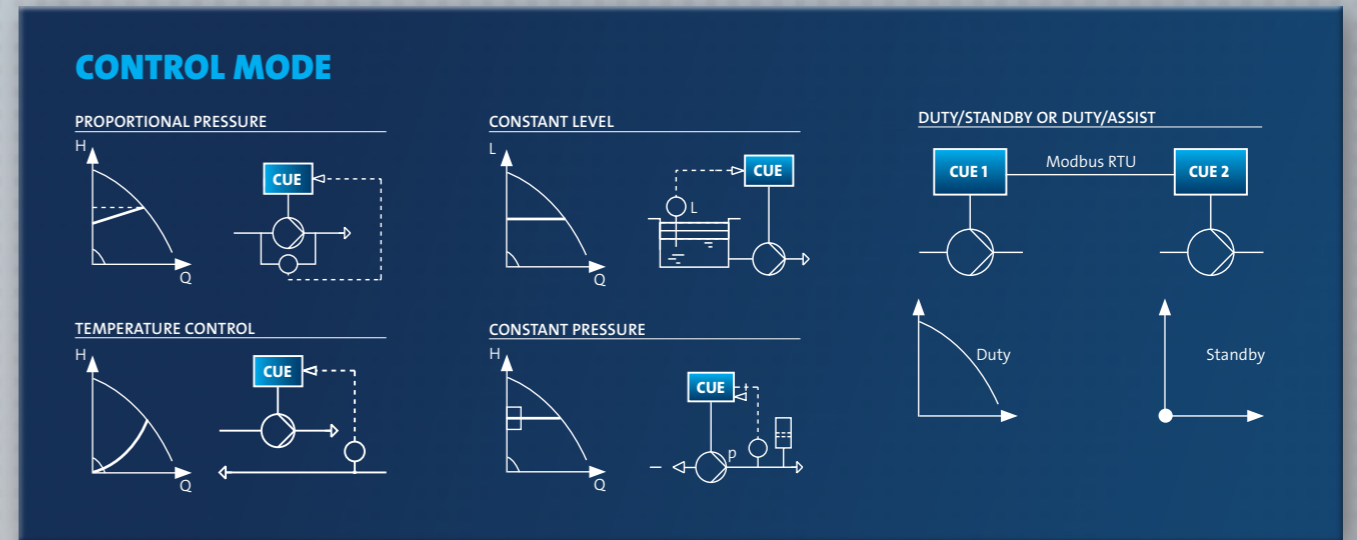 CONTROL MODE
PROPORTIONAL PRESSURE
H
CUE
Q
CONSTANT LEVEL
L
CUE
L
Q
DUTY/STANDBY OR DUTY/ASSIST
CUE 1
Modbus RTU
CUE 2
Duty
Standby
TEMPERATURE CONTROL
H
CUE
Q
CONSTANT PRESSURE
H
CUE
p
Q